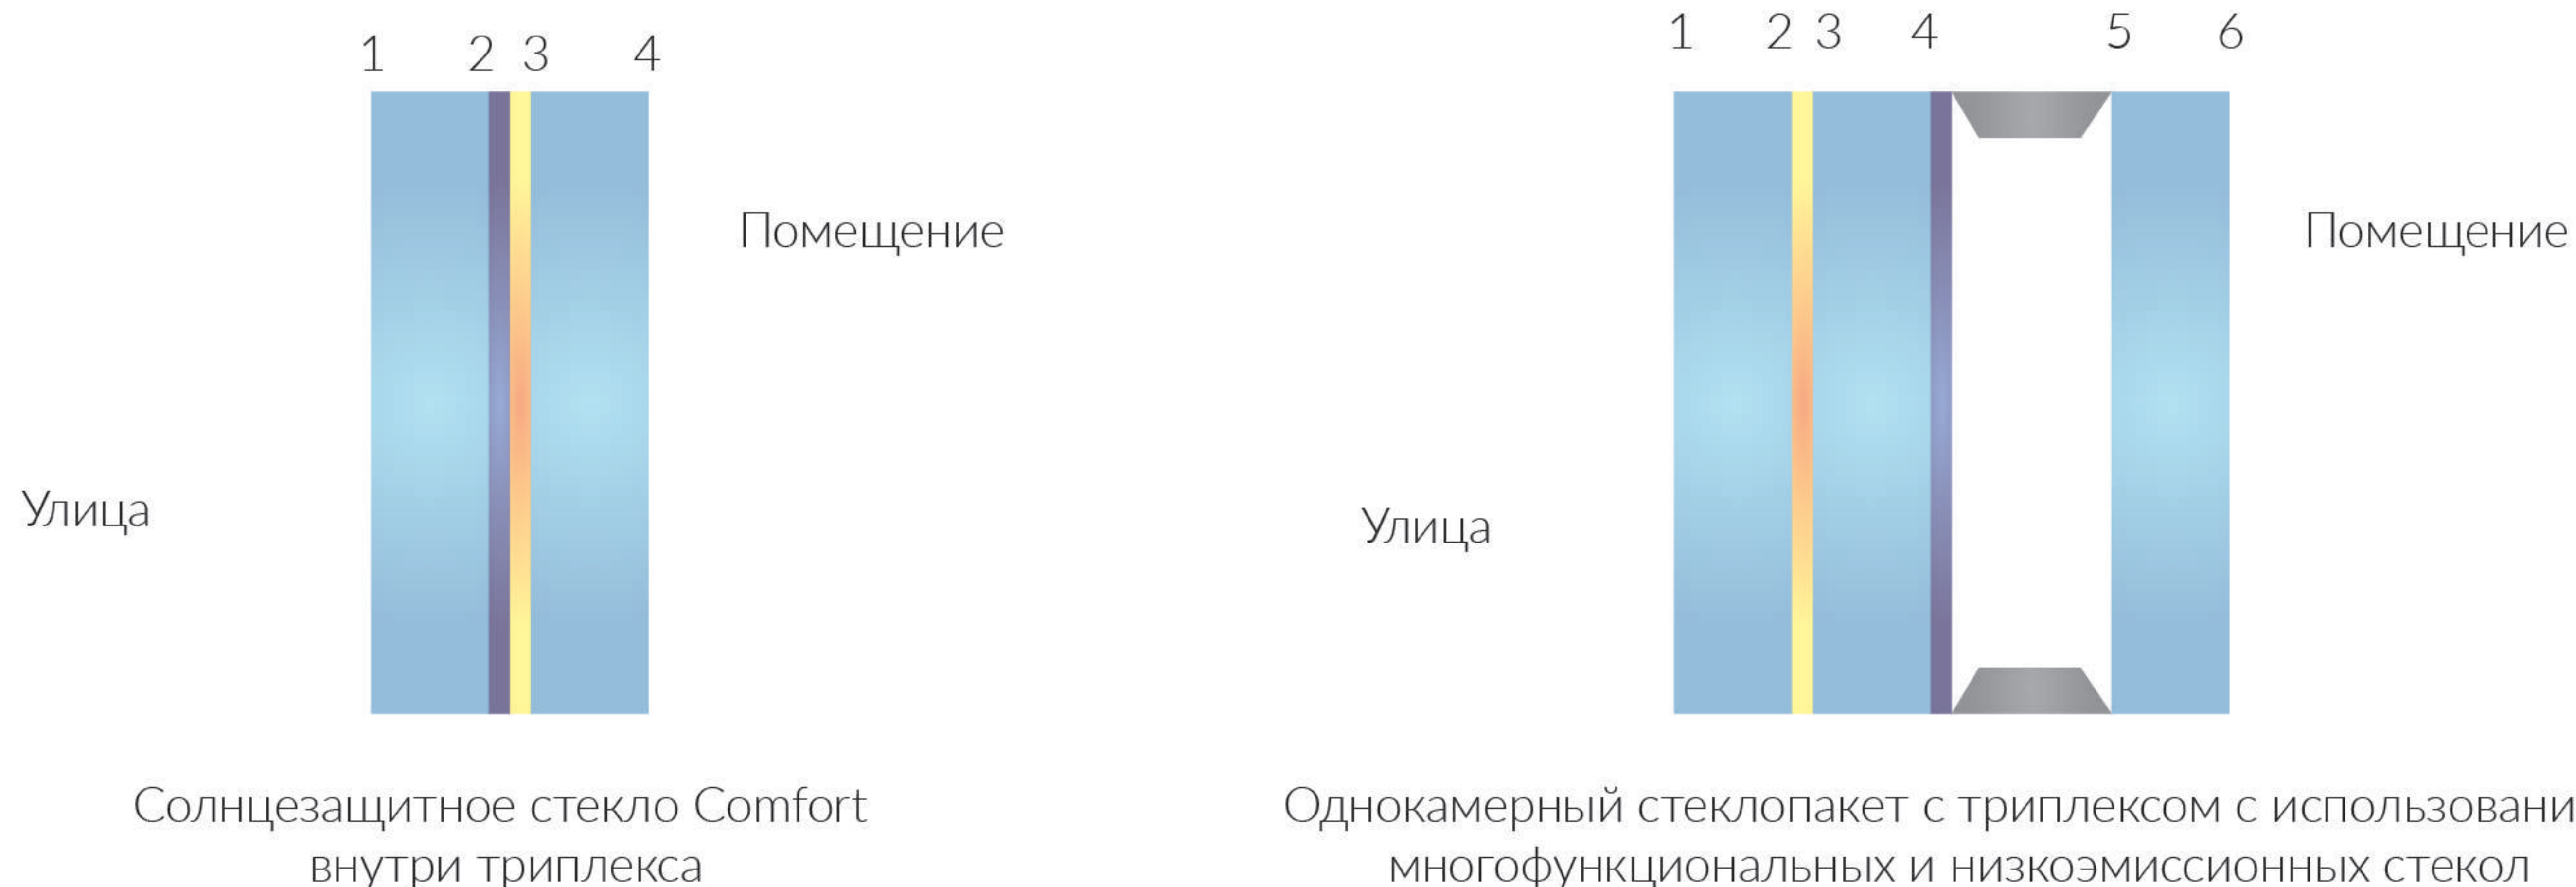 1 2 3 4
1 2 3 4 5 6
Помещение
Помещение
Улица
Улица
Солнцезащитное стекло Comfort
внутри триплекса
Однокамерный стеклопакет с триплексом с использовани
многофункциональных и низкоэмиссионных стекол